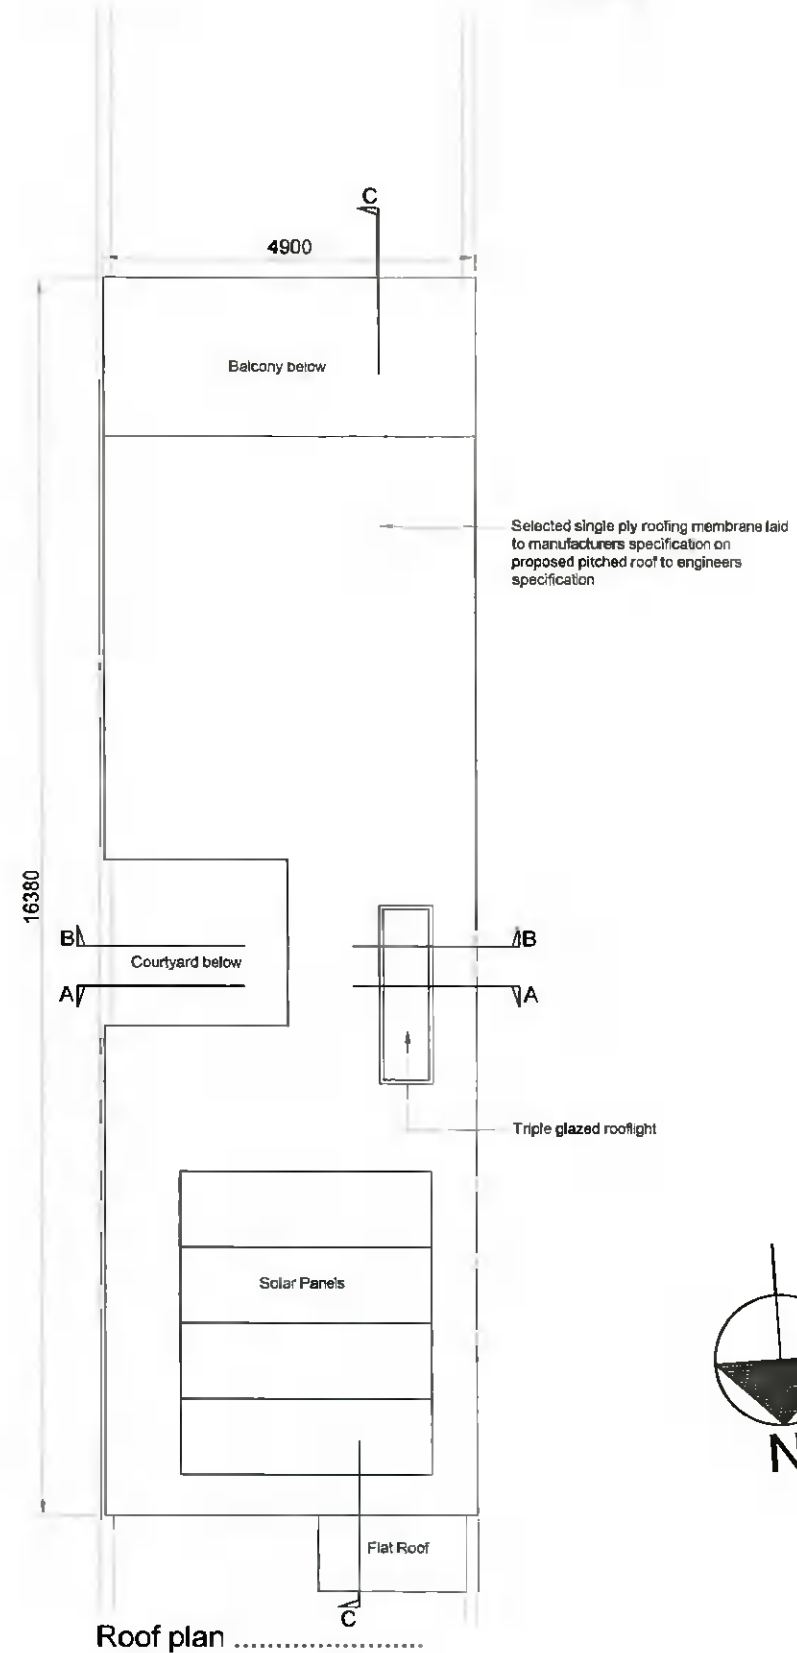 C
4900
Balcony below
Selected single ply roofing membrane laid
to manufacturers specification on
proposed pitched roof to engineers
specification
16380
B
B
Courtyard below
A
A
Triple glazed rooflight
Solar Panels
N
Flat Roof
C
Roof plan ........................